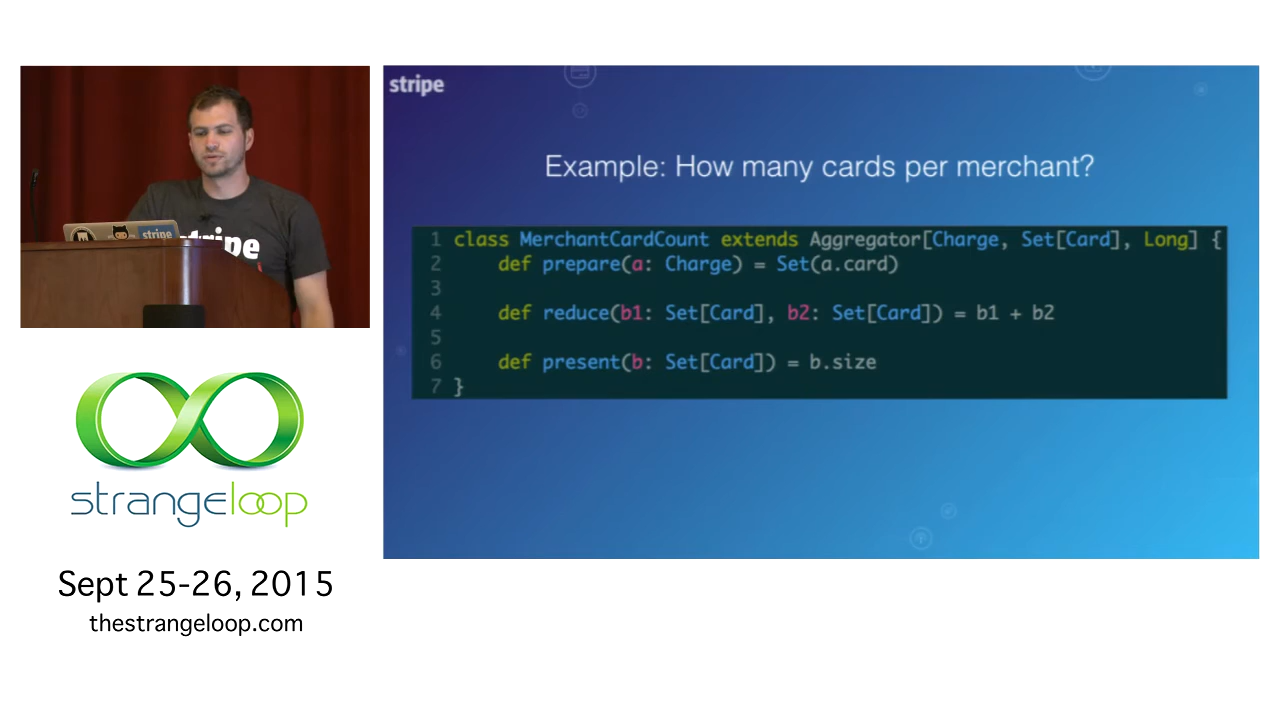 stripe
Example: How many cards per merchant?
1 class MerchantCardCount extends Aggregator[Charge, Set[Card], Long] {
2     def prepare(a: Charge) = Set(a.card)
3
4     def reduce(b1: Set[Card], b2: Set[Card]) = b1 + b2
5
6     def present(b: Set[Card]) = b.size
7 }
stripe
stripe
strangeloop
Sept 25-26, 2015
thestrangeloop.com